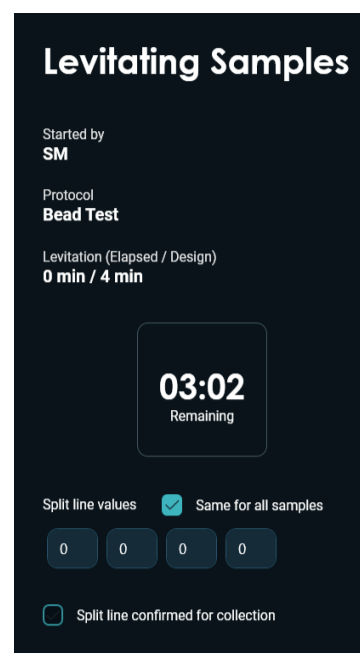 Levitating Samples
Started by
SM
Protocol
Bead Test
Levitation (Elapsed / Design)
0 min / 4 min
03:02
Remaining
Split line values Same for all samples
0 0 0 0
Split line confirmed for collection